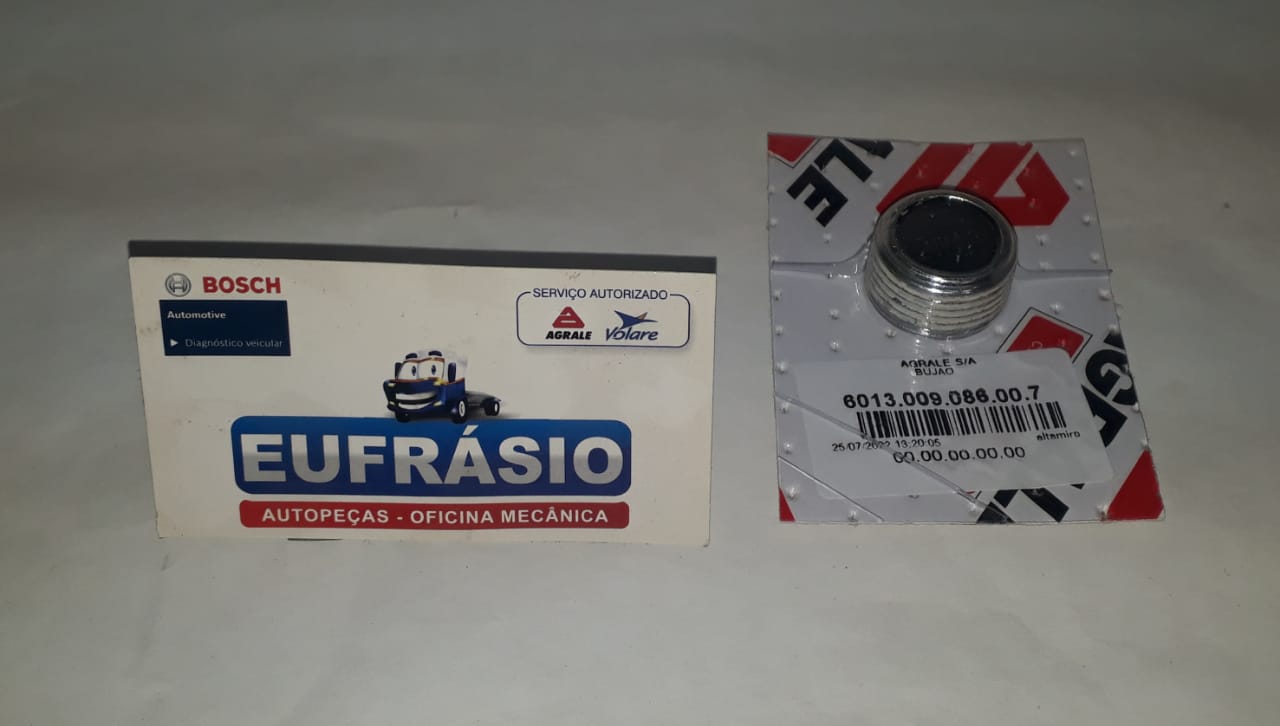 BOSCH
Automotive
► Diagnóstico veicular
SERVIÇO AUTORIZADO
AGRALE Volare
EUFRÁSIO
AUTOPEÇAS - OFICINA MECÂNICA
ALE
AGRALE S/A
BUJAO
6013.009.086.00.7
25/07/2022 13:20:05 altamiro
00.00.00.00.00